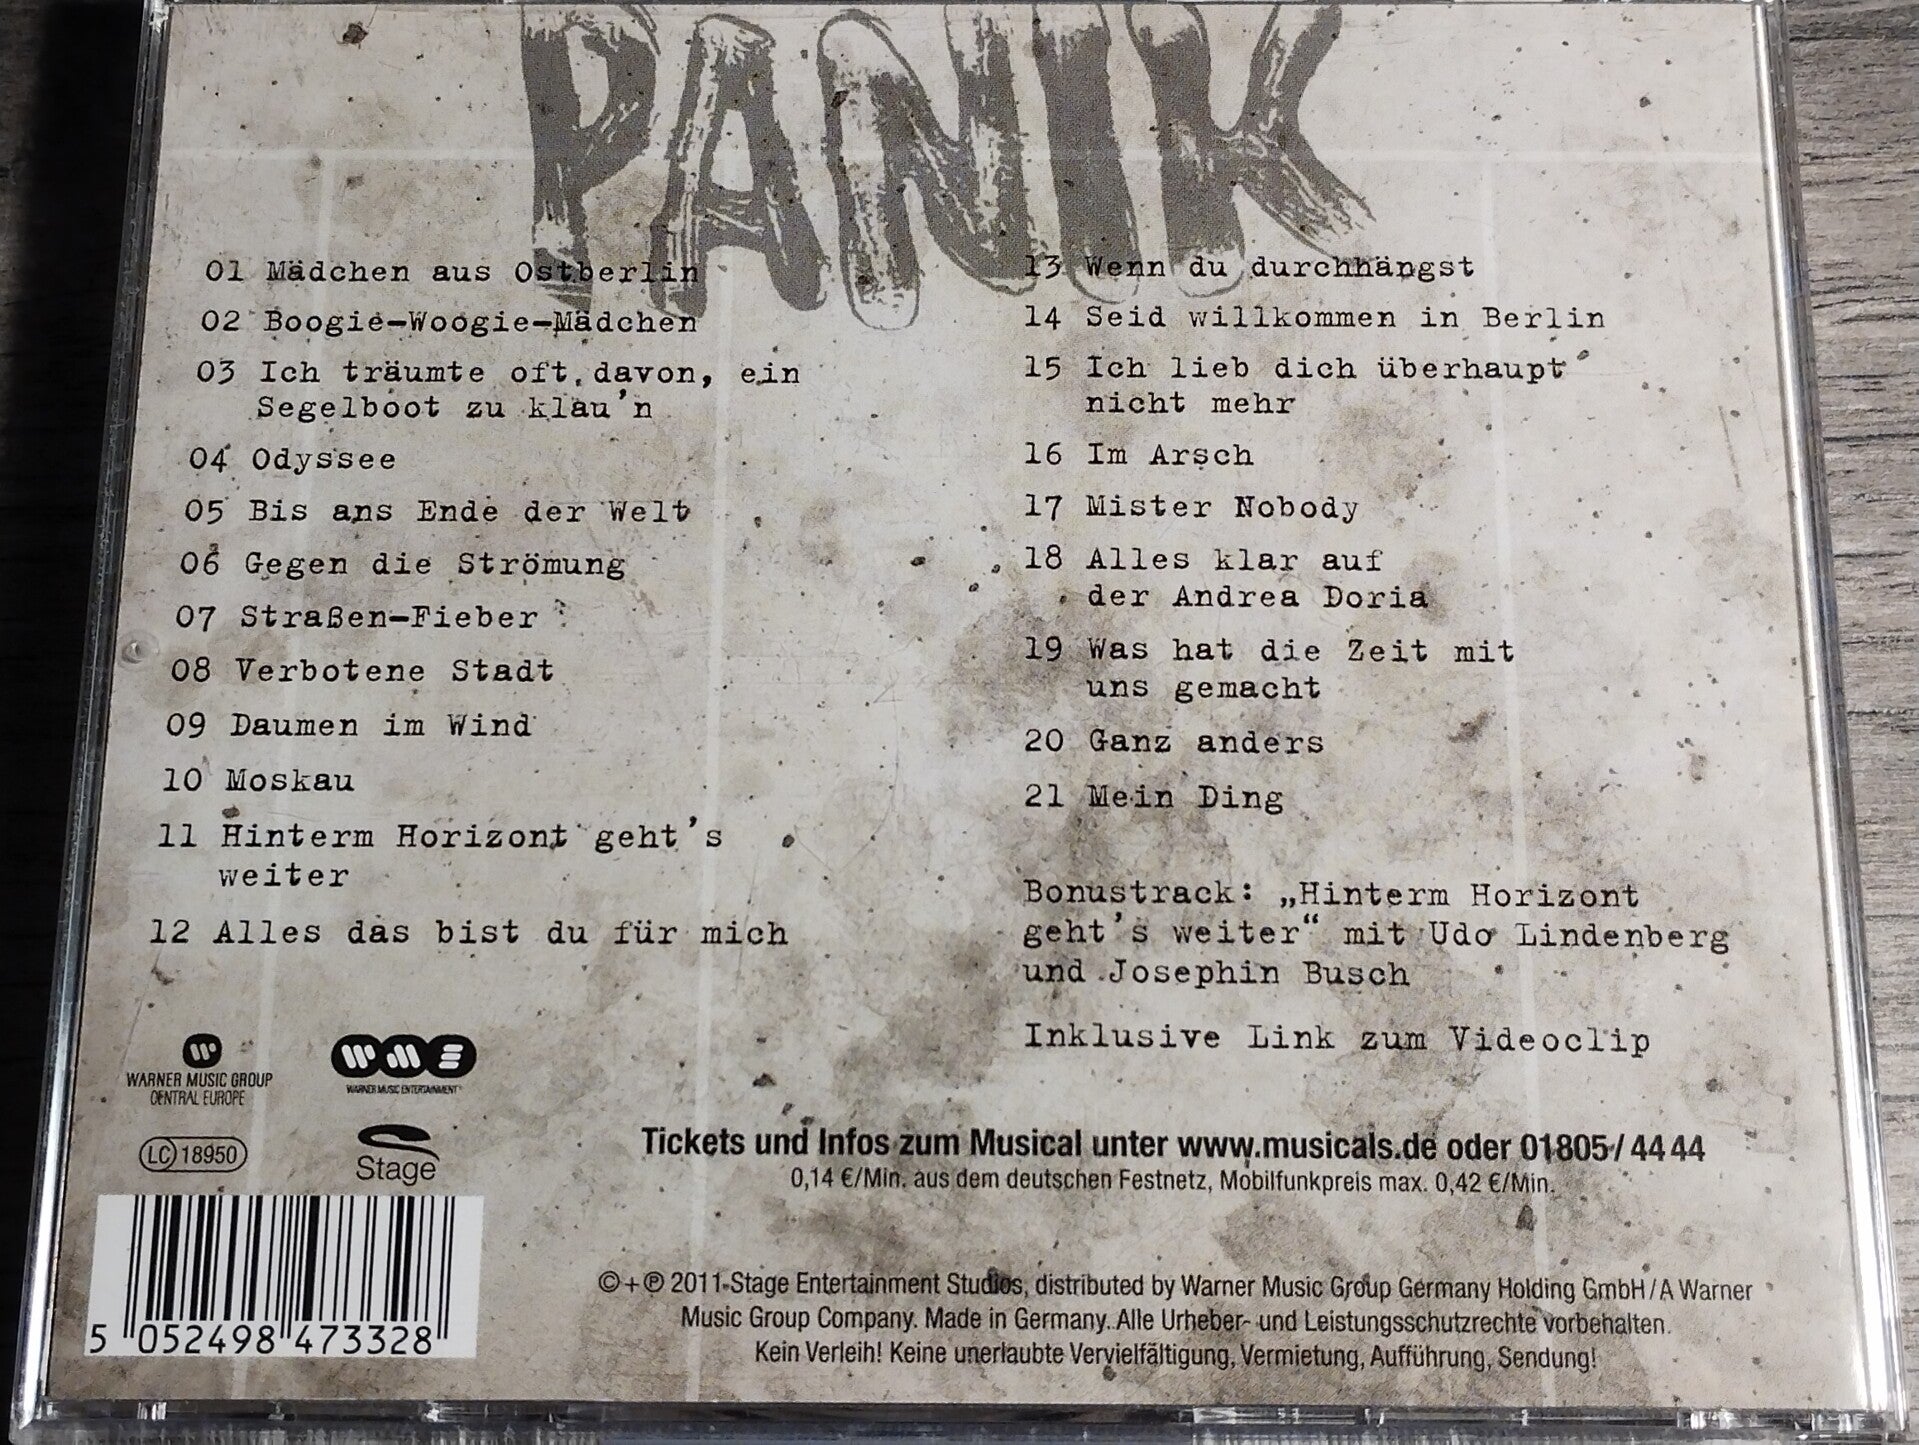 PANIK
01 Mädchen aus Ostberlin
02 Boogie-Woogie-Mädchen
03 Ich träumte oft davon, ein
Segelboot zu klau'n
04 Odyssee
05 Bis ans Ende der Welt
06 Gegen die Strömung
07 Straßen-Fieber
08 Verbotene Stadt
09 Daumen im Wind
10 Moskau
11 Hinterm Horizont geht's
weiter
12 Alles das bist du für mich
13 Wenn du durchhängst
14 Seid willkommen in Berlin
15 Ich lieb dich überhaupt
nicht mehr
16 Im Arsch
17 Mister Nobody
18 Alles klar auf
der Andrea Doria
19 Was hat die Zeit mit
uns gemacht
20 Ganz anders
21 Mein Ding
Bonustrack: „Hinterm Horizont
geht's weiter“ mit Udo Lindenberg
und Josephin Busch
Inklusive Link zum Videoclip
WARNER MUSIC GROUP
CENTRAL EUROPE
WME
WARNER MUSIC ENTERTAINMENT
LC 18950
Stage
Tickets und Infos zum Musical unter www.musicals.de oder 01805/4444
0,14 €/Min. aus dem deutschen Festnetz, Mobilfunkpreis max. 0,42 €/Min.
©+℗ 2011 Stage Entertainment Studios, distributed by Warner Music Group Germany Holding GmbH/A Warner
Music Group Company. Made in Germany. Alle Urheber- und Leistungsschutzrechte vorbehalten.
Kein Verleih! Keine unerlaubte Vervielfältigung, Vermietung, Aufführung, Sendung!
5 052498 473328